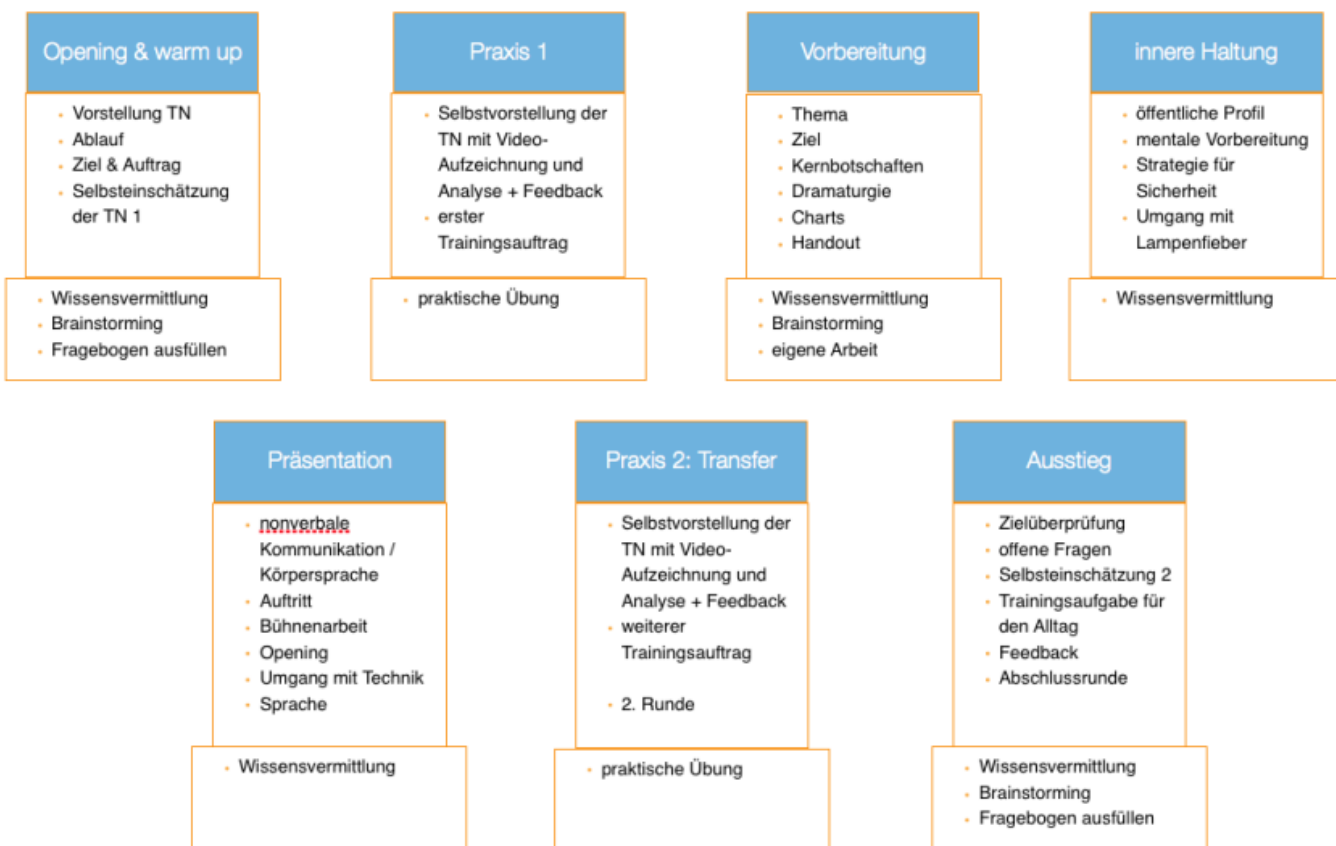 Opening & warm up
• Vorstellung TN
• Ablauf
• Ziel & Auftrag
• Selbsteinschätzung
der TN 1
• Wissensvermittlung
• Brainstorming
• Fragebogen ausfüllen
Praxis 1
• Selbstvorstellung der
TN mit Video-
Aufzeichnung und
Analyse + Feedback
• erster
Trainingsauftrag
• praktische Übung
Vorbereitung
• Thema
• Ziel
• Kernbotschaften
• Dramaturgie
• Charts
• Handout
• Wissensvermittlung
• Brainstorming
• eigene Arbeit
innere Haltung
• öffentliche Profil
• mentale Vorbereitung
• Strategie für
Sicherheit
• Umgang mit
Lampenfieber
• Wissensvermittlung
Präsentation
• nonverbale
Kommunikation /
Körpersprache
• Auftritt
• Bühnenarbeit
• Opening
• Umgang mit Technik
• Sprache
• Wissensvermittlung
Praxis 2: Transfer
• Selbstvorstellung der
TN mit Video-
Aufzeichnung und
Analyse + Feedback
• weiterer
Trainingsauftrag
• 2. Runde
• praktische Übung
Ausstieg
• Zielüberprüfung
• offene Fragen
• Selbsteinschätzung 2
• Trainingsaufgabe für
den Alltag
• Feedback
• Abschlussrunde
• Wissensvermittlung
• Brainstorming
• Fragebogen ausfüllen